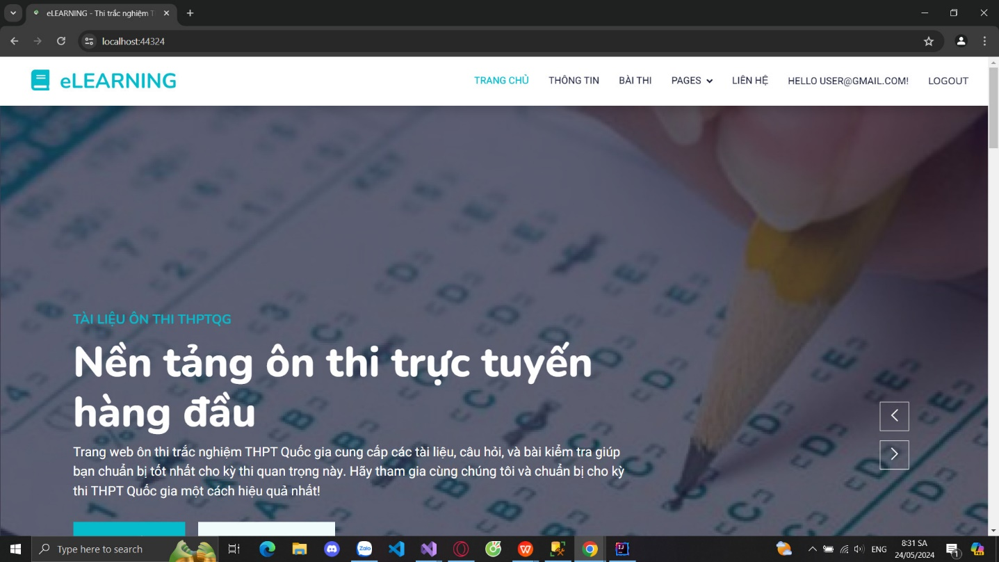 eLEARNING - Thi trắc nghiệm T
localhost:44324
eLEARNING
TRANG CHỦ
THÔNG TIN
BÀI THI
PAGES
LIÊN HỆ
HELLO USER@GMAIL.COM!
LOGOUT
TÀI LIỆU ÔN THI THPTQG
Nền tảng ôn thi trực tuyến
hàng đầu
Trang web ôn thi trắc nghiệm THPT Quốc gia cung cấp các tài liệu, câu hỏi, và bài kiểm tra giúp
bạn chuẩn bị tốt nhất cho kỳ thi quan trọng này. Hãy tham gia cùng chúng tôi và chuẩn bị cho kỳ
thi THPT Quốc gia một cách hiệu quả nhất!
Type here to search
Zalo
ENG
8:31 SA
24/05/2024
1